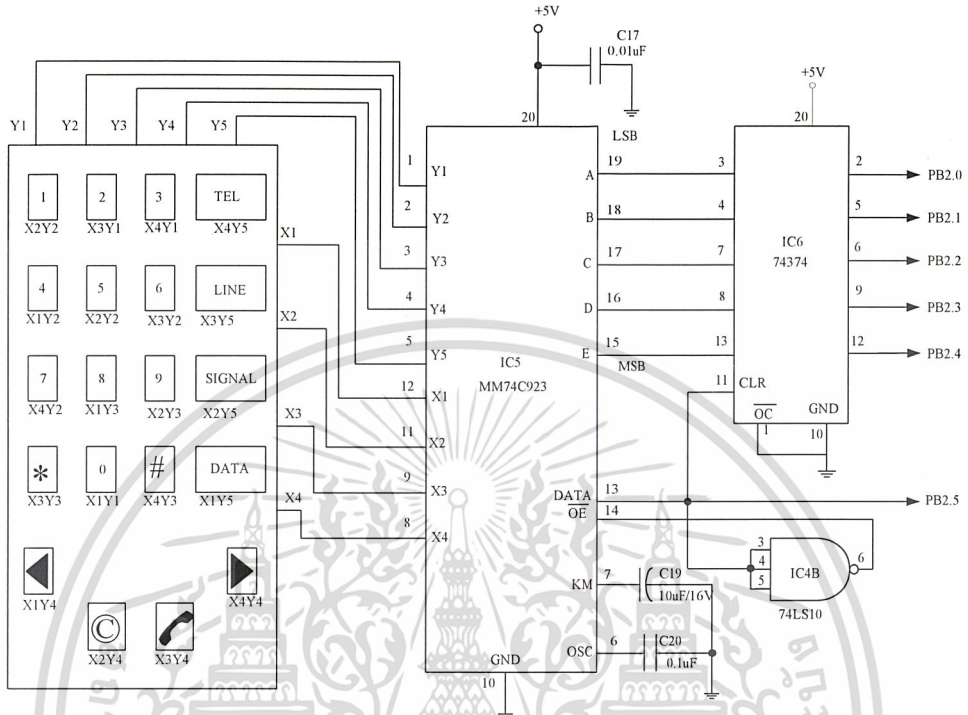 +5V
C17
0.01uF
+5V
Y1 Y2 Y3 Y4 Y5
20
LSB
20
1 2 3 TEL
X2Y2 X3Y1 X4Y1 X4Y5
4 5 6 LINE
X1Y2 X2Y2 X3Y2 X3Y5
7 8 9 SIGNAL
X4Y2 X1Y3 X2Y3 X2Y5
* 0 # DATA
X3Y3 X1Y1 X4Y3 X1Y5
X1Y4 X4Y4
©
X2Y4 X3Y4
X1
X2
X3
X4
1 Y1
2 Y2
3 Y3
4 Y4
5 Y5
12 X1
11 X2
9 X3
8 X4
IC5
MM74C923
A 19
B 18
C 17
D 16
E 15
MSB
DATA 13
OE 14
KM 7
OSC 6
GND
10
3 2 PB2.0
4 5 PB2.1
7 6 PB2.2
8 9 PB2.3
13 12 PB2.4
IC6
74374
11 CLR
OC GND
1 10
PB2.5
3
4
5
IC4B
6
74LS10
C19
10uF/16V
C20
0.1uF